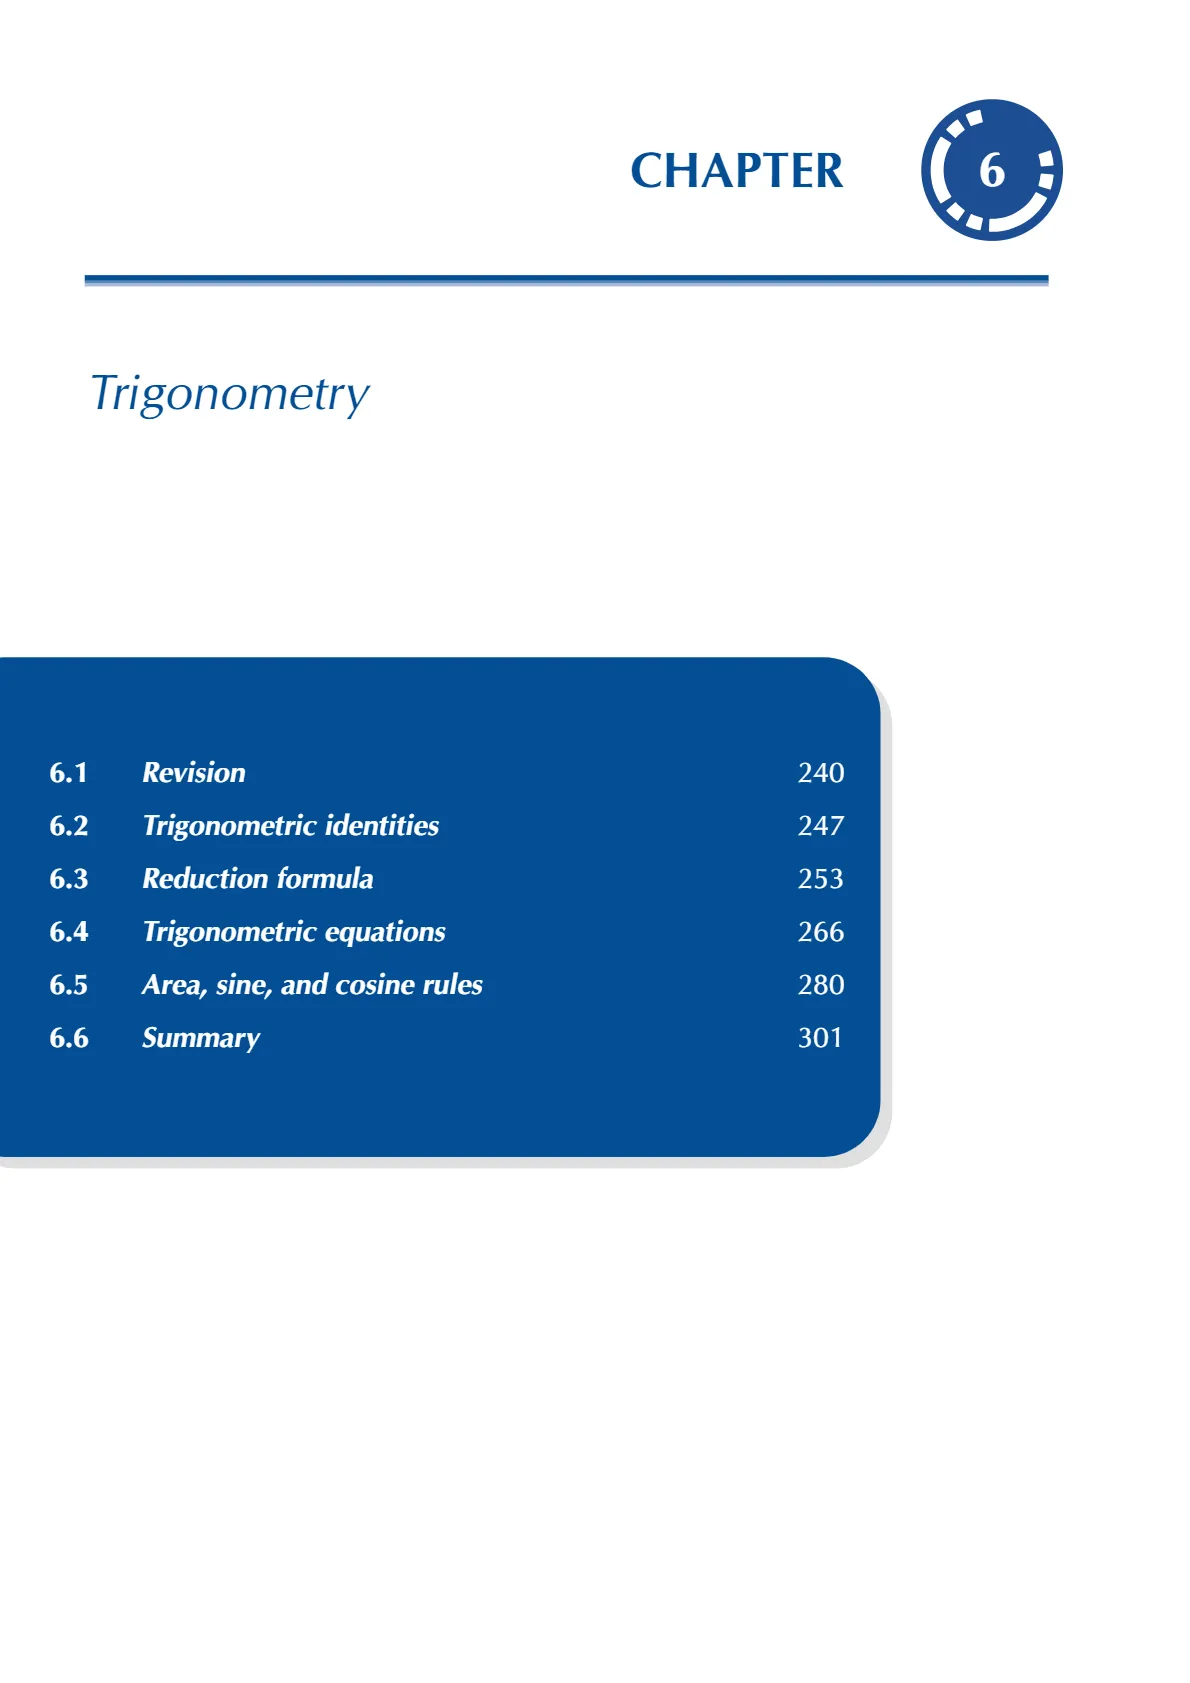 CHAPTER 6
Trigonometry
6.1 Revision 240
6.2 Trigonometric identities 247
6.3 Reduction formula 253
6.4 Trigonometric equations 266
6.5 Area, sine, and cosine rules 280
6.6 Summary 301